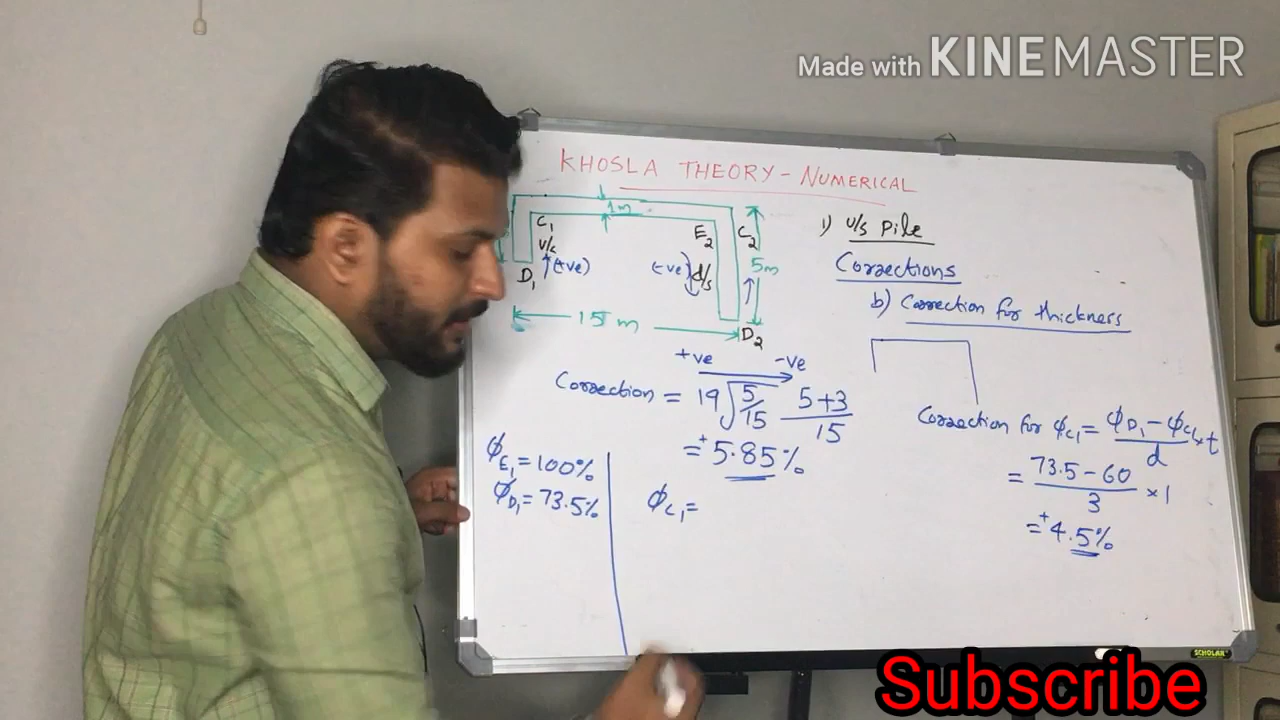 Made with KINEMASTER
KHOSLA THEORY - NUMERICAL
1m
C₁
E₂
C₂
U/s
d/s
D₁
(+ve)
(-ve)
5m
15 m
D₂
1) U/s Pile
Corrections
b) Correction for thickness
+ve
-ve
Correction = 19√5/15 (5+3)/15
= +5.85%
φE₁ = 100%
φD₁ = 73.5%
φC₁ =
Correction for φC₁ = (φD₁ - φC₁)/d × t
= (73.5 - 60)/3 × 1
= +4.5%
SCHOLAR
Subscribe